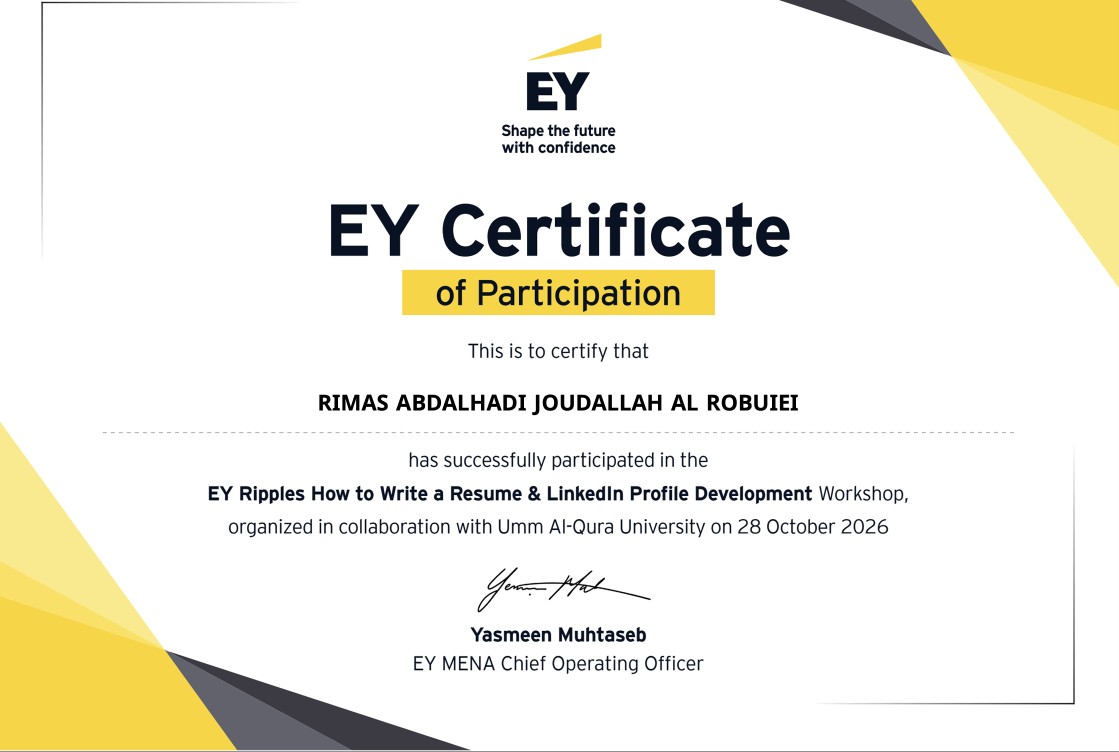 EY
Shape the future
with confidence
EY Certificate
of Participation
This is to certify that
RIMAS ABDALHADI JOUDALLAH AL ROBUIEI
has successfully participated in the
EY Ripples How to Write a Resume & LinkedIn Profile Development Workshop,
organized in collaboration with Umm Al-Qura University on 28 October 2026
Yasmeen Muhtaseb
EY MENA Chief Operating Officer